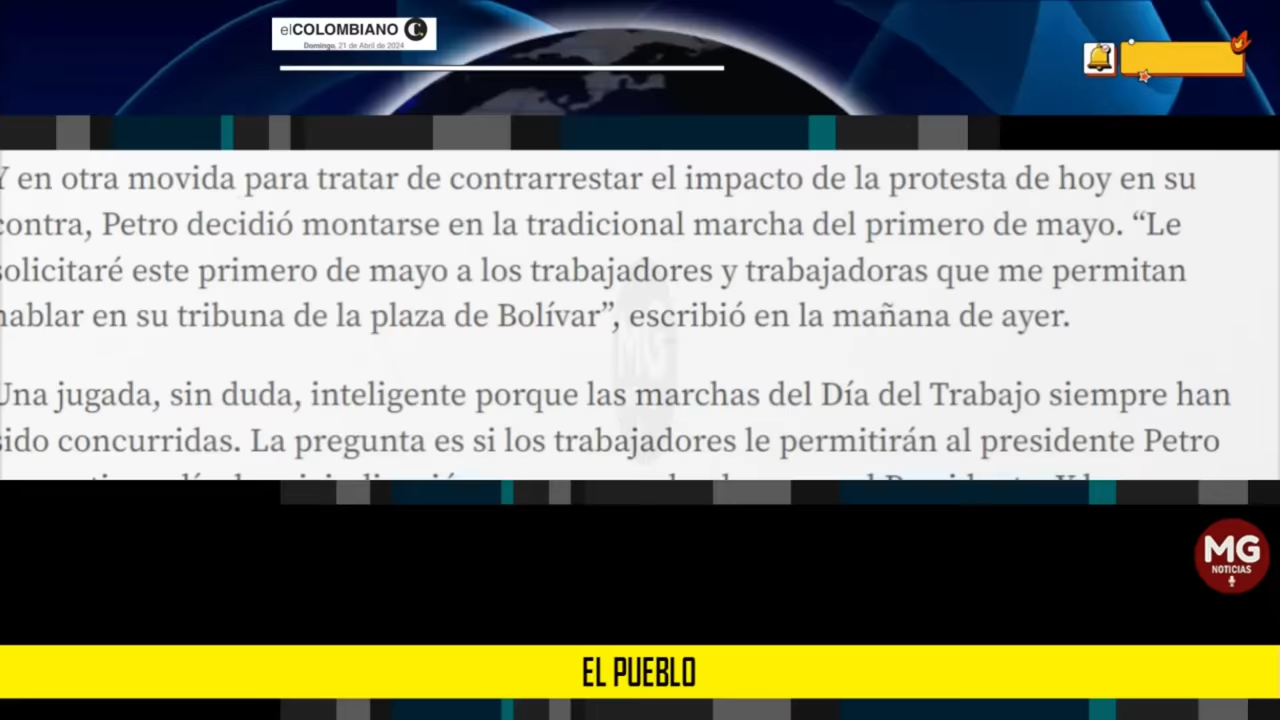 elCOLOMBIANO C
Domingo, 21 de Abril de 2024
Y en otra movida para tratar de contrarrestar el impacto de la protesta de hoy en su
contra, Petro decidió montarse en la tradicional marcha del primero de mayo. “Le
solicitaré este primero de mayo a los trabajadores y trabajadoras que me permitan
hablar en su tribuna de la plaza de Bolívar”, escribió en la mañana de ayer.
Una jugada, sin duda, inteligente porque las marchas del Día del Trabajo siempre han
sido concurridas. La pregunta es si los trabajadores le permitirán al presidente Petro
MG
MG
NOTICIAS
EL PUEBLO